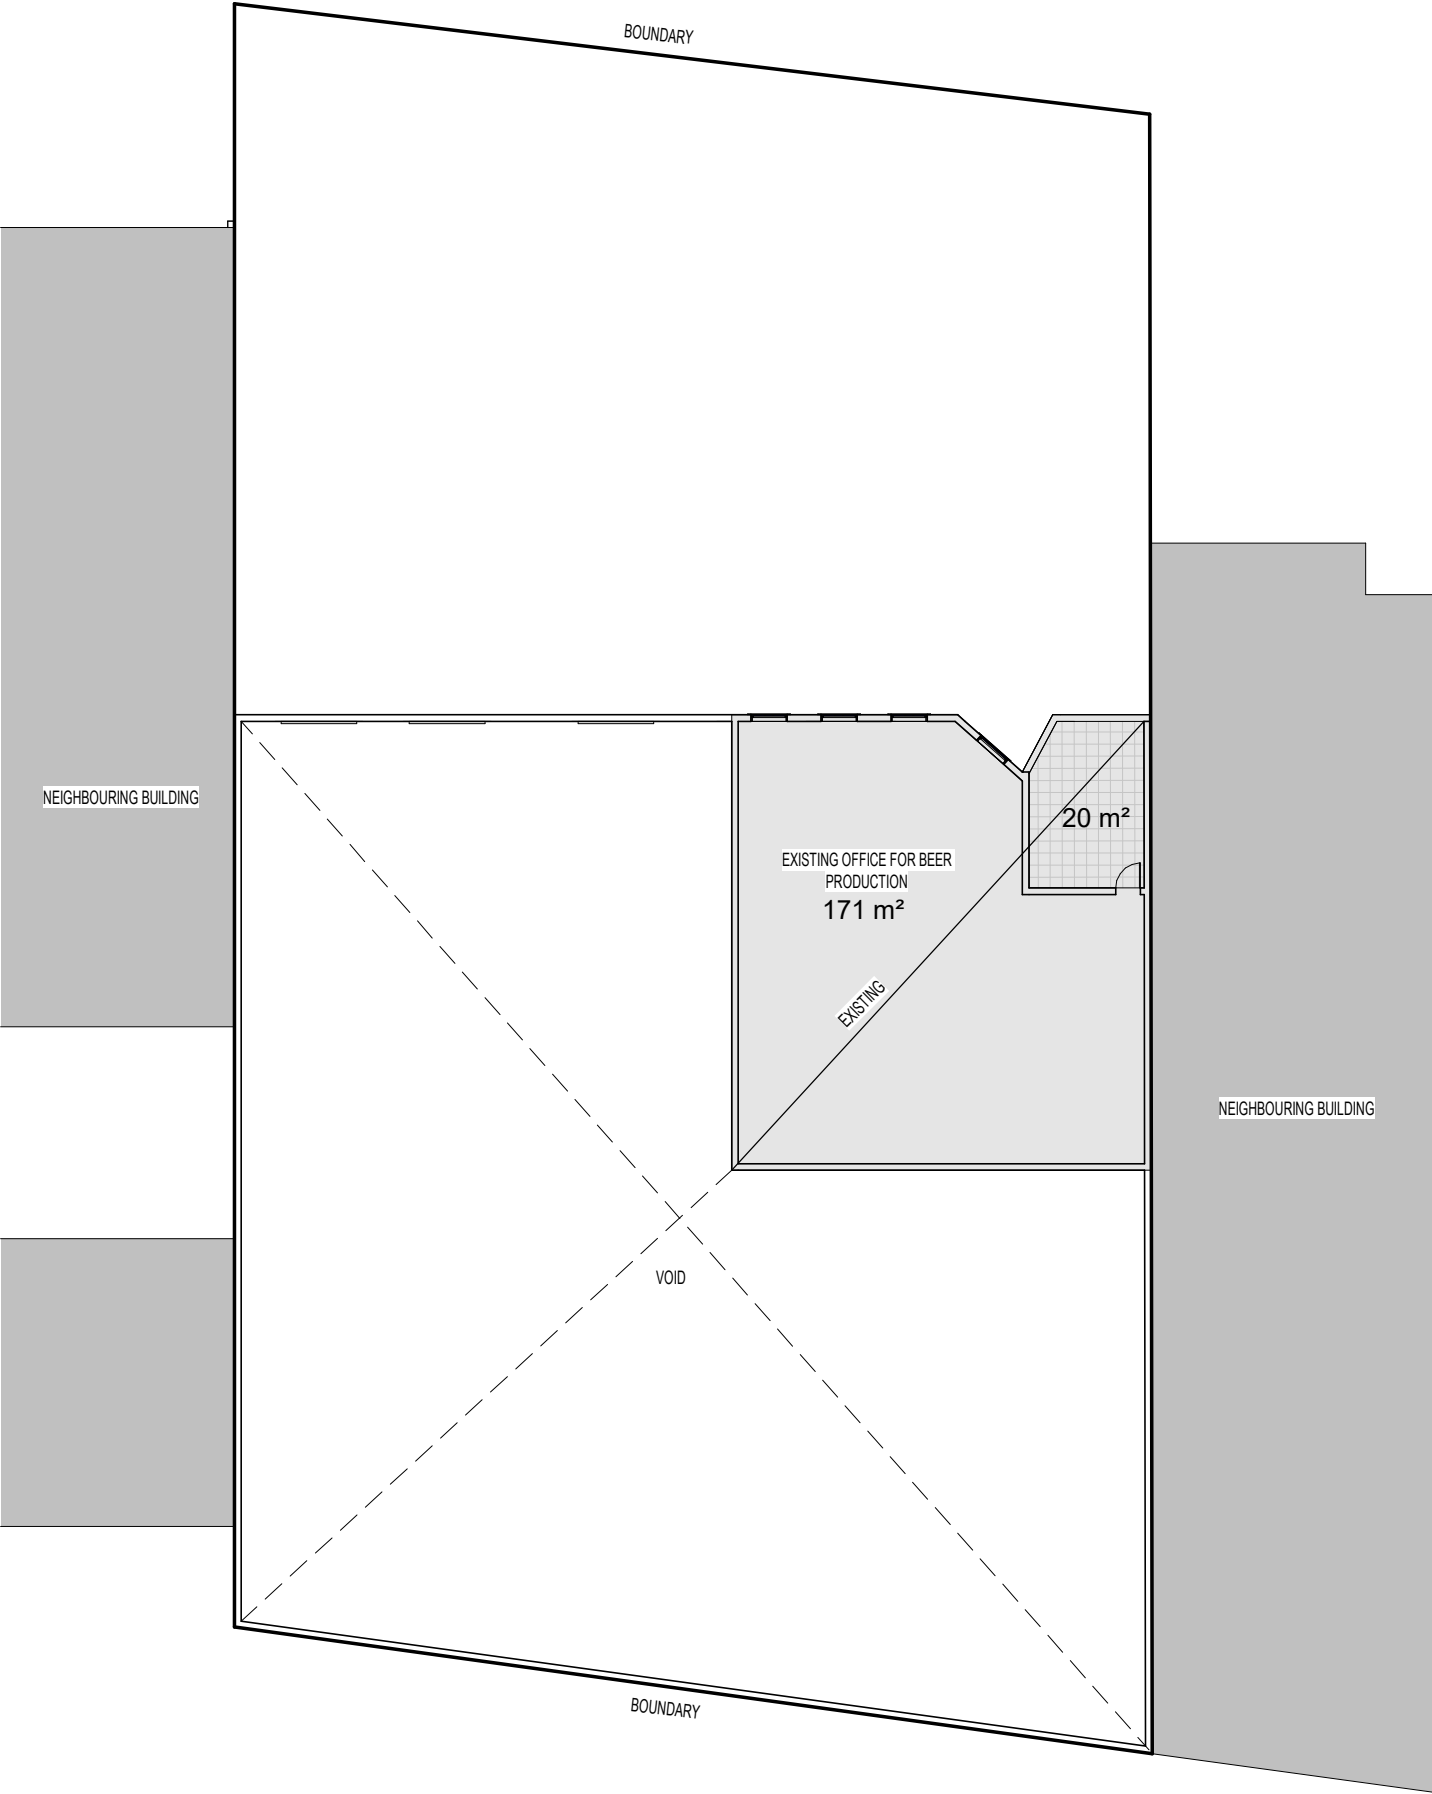 BOUNDARY
NEIGHBOURING BUILDING
20 m²
EXISTING OFFICE FOR BEER
PRODUCTION
171 m²
EXISTING
NEIGHBOURING BUILDING
VOID
BOUNDARY